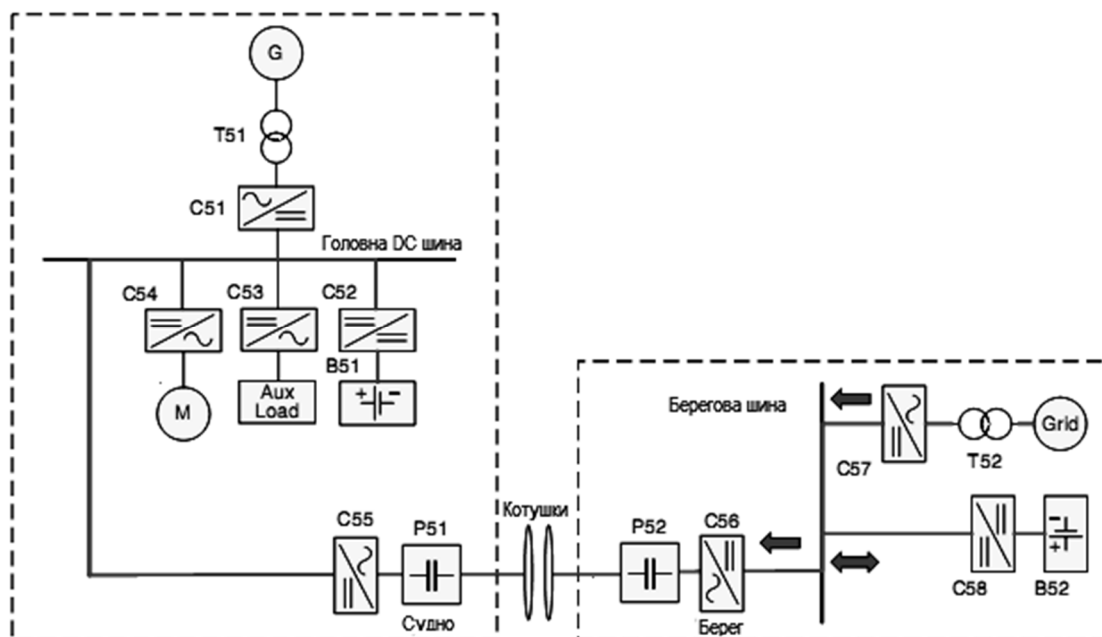 G
T51
C51
Головна DC шина
C54
C53
C52
B51
M
Aux
Load
+ -
Берегова шина
C57
T52
Grid
C55
P51
Котушки
P52
C56
C58
B52
- +
Судно
Берег